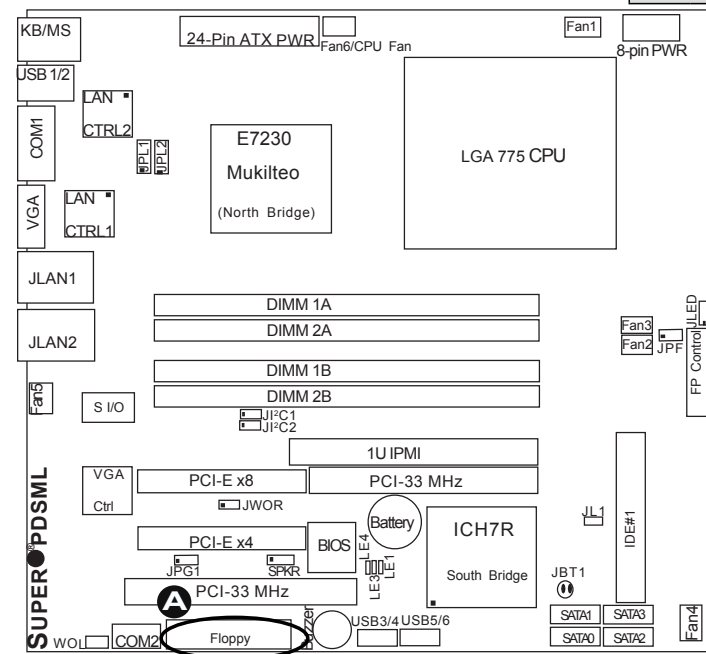 KB/MS
24-Pin ATX PWR
Fan6/CPU Fan
Fan1
8-pin PWR
USB 1/2
LAN
CTRL2
COM1
JPL1
JPL2
E7230
Mukilteo
(North Bridge)
LGA 775 CPU
VGA
LAN
CTRL1
JLAN1
JLAN2
DIMM 1A
DIMM 2A
DIMM 1B
DIMM 2B
Fan3
Fan2
JPF
JLED
FP Control
Fan5
S I/O
JI²C1
JI²C2
1U IPMI
VGA
Ctrl
PCI-E x8
PCI-33 MHz
JWOR
Battery
ICH7R
South Bridge
JL1
IDE#1
PCI-E x4
BIOS
LE4
LE3
LE1
JPG1
SPKR
JBT1
PCI-33 MHz
A
SUPER ® PDSML
WOL
COM2
Floppy
Buzzer
USB3/4
USB5/6
SATA1
SATA3
SATA0
SATA2
Fan4